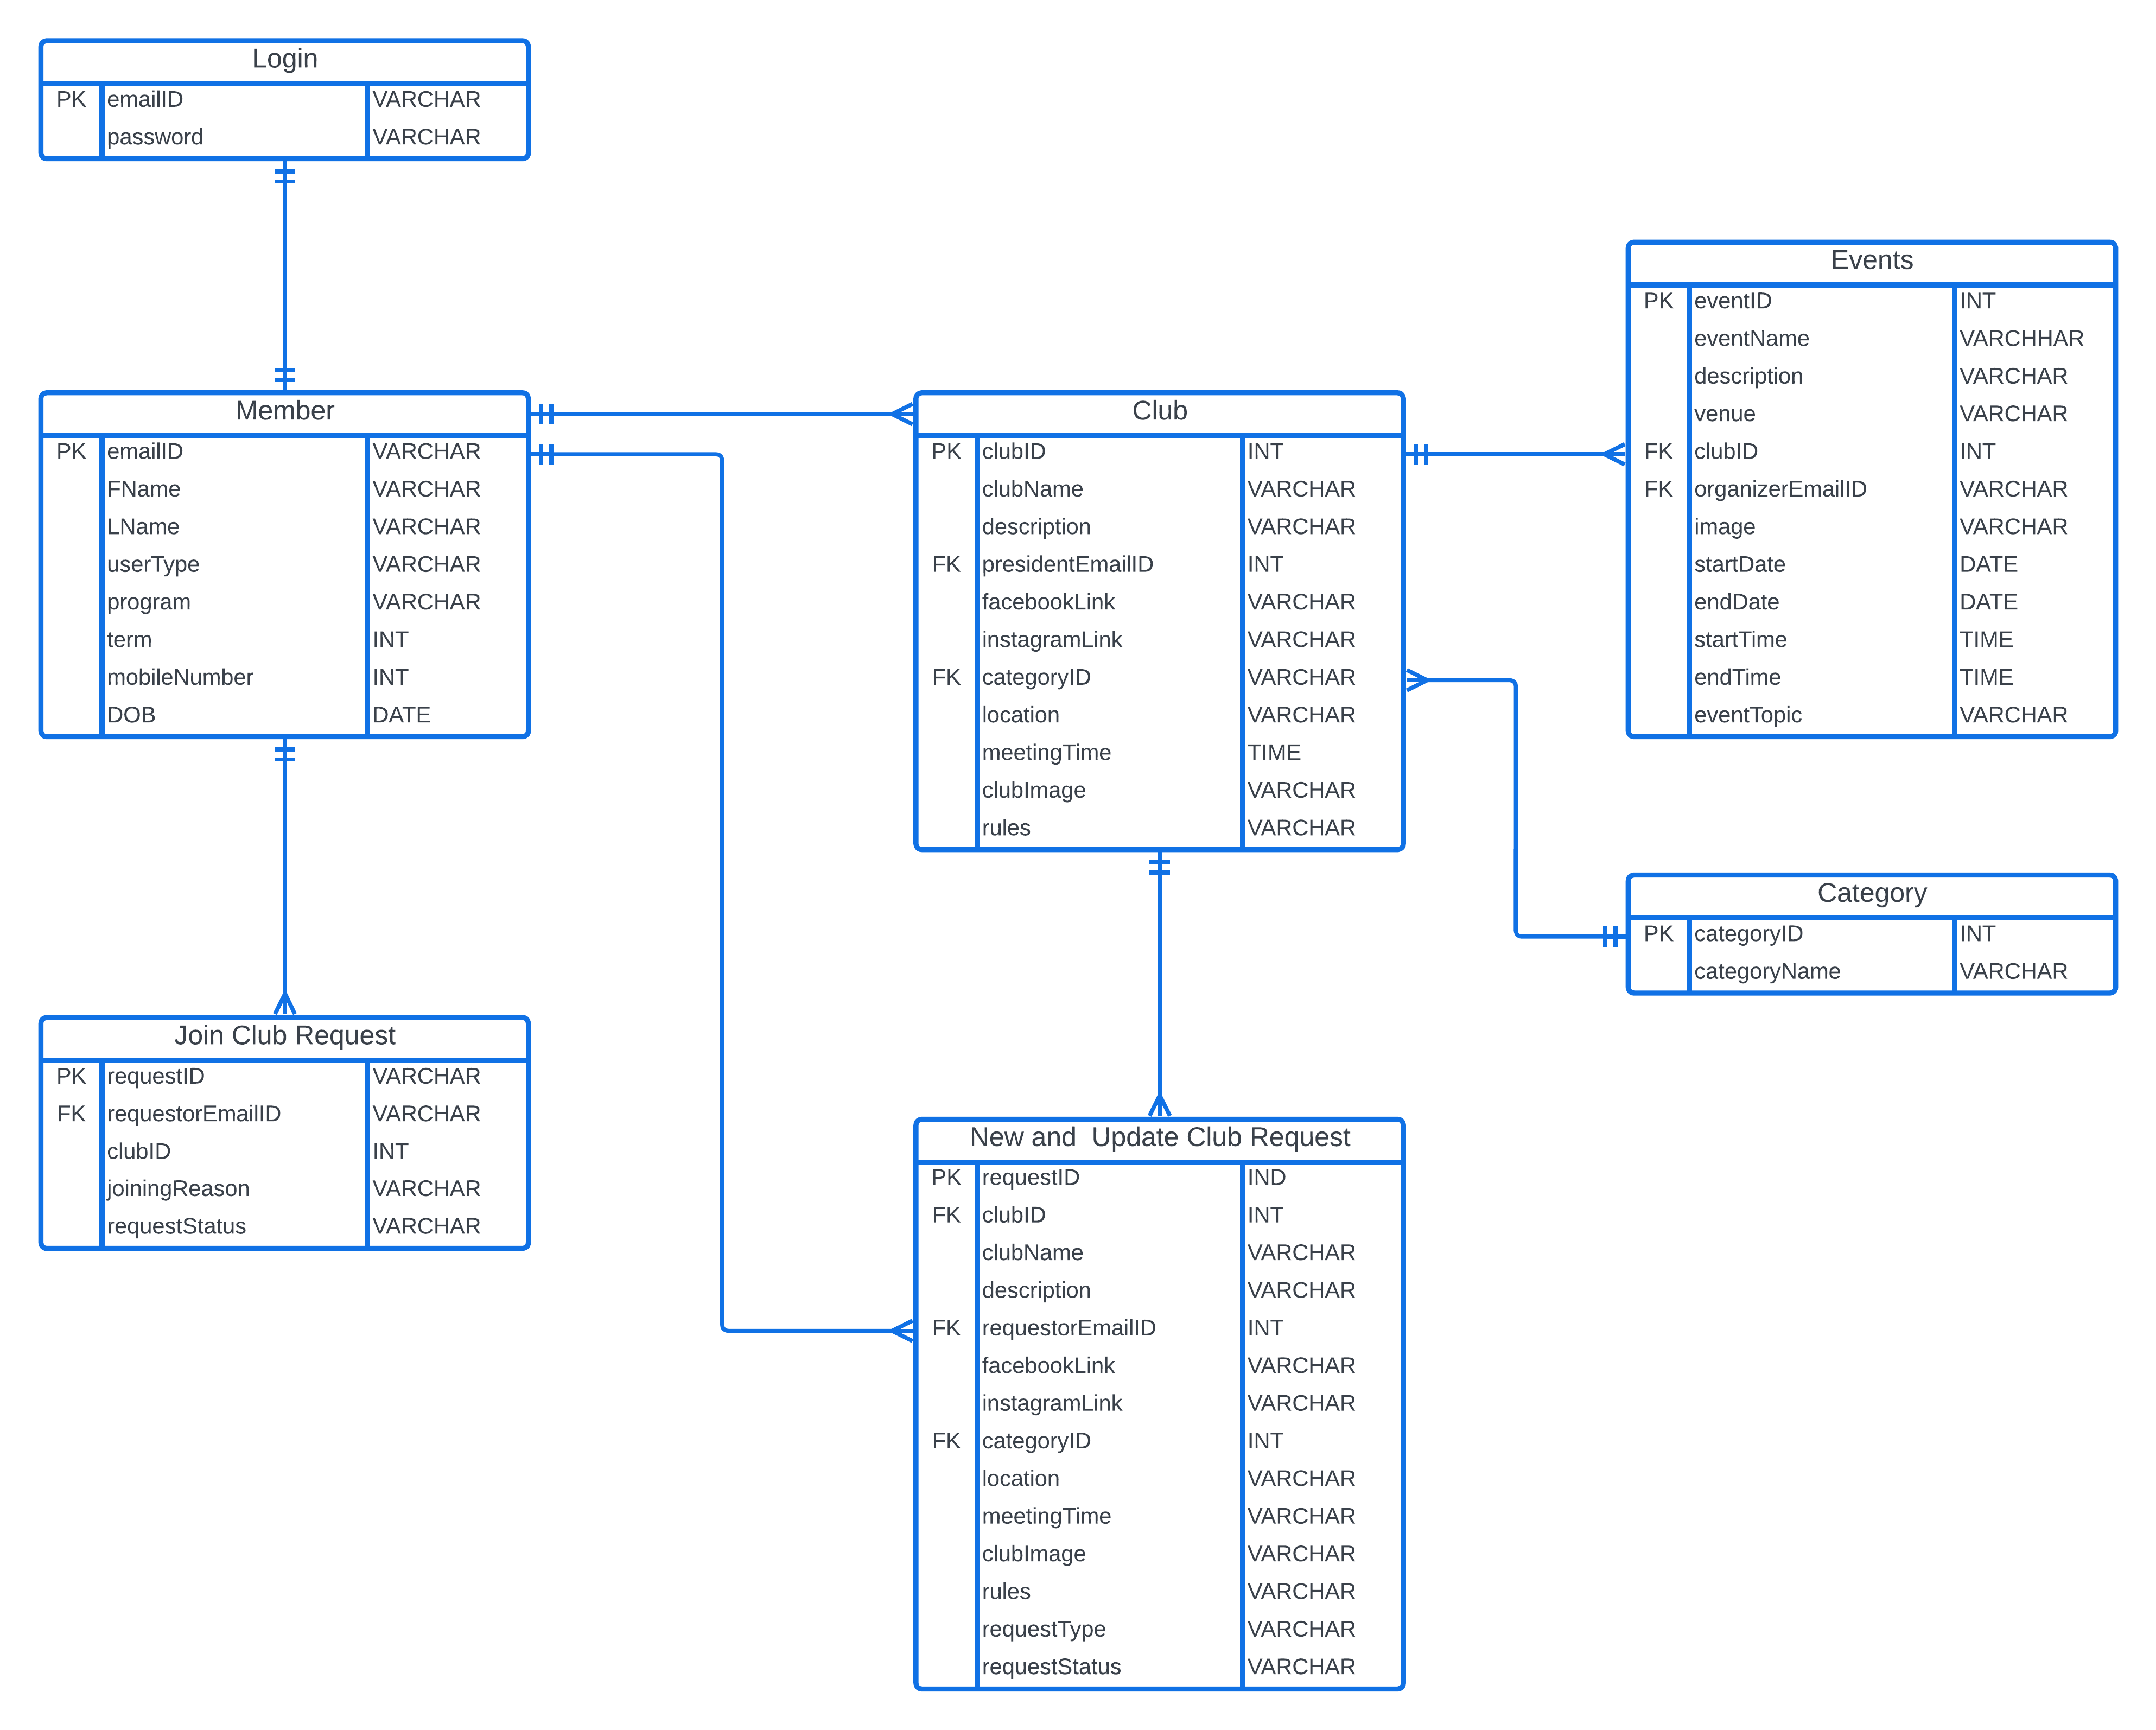 Login
PK emailID VARCHAR
password VARCHAR
Member
PK emailID VARCHAR
FName VARCHAR
LName VARCHAR
userType VARCHAR
program VARCHAR
term INT
mobileNumber INT
DOB DATE
Join Club Request
PK requestID VARCHAR
FK requestorEmailID VARCHAR
clubID INT
joiningReason VARCHAR
requestStatus VARCHAR
Club
PK clubID INT
clubName VARCHAR
description VARCHAR
FK presidentEmailID INT
facebookLink VARCHAR
instagramLink VARCHAR
FK categoryID VARCHAR
location VARCHAR
meetingTime TIME
clubImage VARCHAR
rules VARCHAR
New and  Update Club Request
PK requestID IND
FK clubID INT
clubName VARCHAR
description VARCHAR
FK requestorEmailID INT
facebookLink VARCHAR
instagramLink VARCHAR
FK categoryID INT
location VARCHAR
meetingTime VARCHAR
clubImage VARCHAR
rules VARCHAR
requestType VARCHAR
requestStatus VARCHAR
Events
PK eventID INT
eventName VARCHHAR
description VARCHAR
venue VARCHAR
FK clubID INT
FK organizerEmailID VARCHAR
image VARCHAR
startDate DATE
endDate DATE
startTime TIME
endTime TIME
eventTopic VARCHAR
Category
PK categoryID INT
categoryName VARCHAR